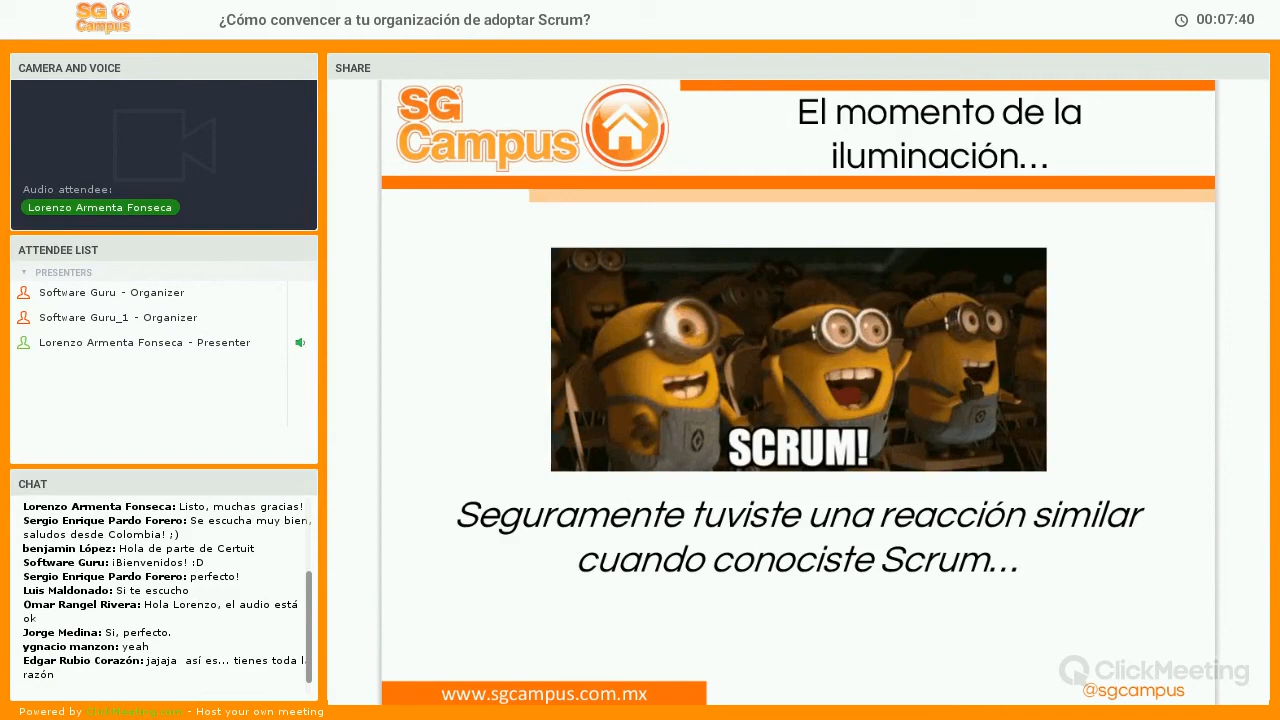 SG
Campus
¿Cómo convencer a tu organización de adoptar Scrum?
00:07:40
CAMERA AND VOICE
Audio attendee:
Lorenzo Armenta Fonseca
ATTENDEE LIST
PRESENTERS
Software Guru - Organizer
Software Guru_1 - Organizer
Lorenzo Armenta Fonseca - Presenter
CHAT
Lorenzo Armenta Fonseca: Listo, muchas gracias!
Sergio Enrique Pardo Forero: Se escucha muy bien,
saludos desde Colombia! ;)
benjamin López: Hola de parte de Certuit
Software Guru: ¡Bienvenidos! :D
Sergio Enrique Pardo Forero: perfecto!
Luis Maldonado: Si te escucho
Omar Rangel Rivera: Hola Lorenzo, el audio está
ok
Jorge Medina: Si, perfecto.
ygnacio manzon: yeah
Edgar Rubio Corazón: jajaja así es... tienes toda l
razón
Powered by - Host your own meeting
SHARE
SG
Campus
El momento de la
iluminación...
SCRUM!
Seguramente tuviste una reacción similar
cuando conociste Scrum...
www.sgcampus.com.mx
ClickMeeting
@sgcampus